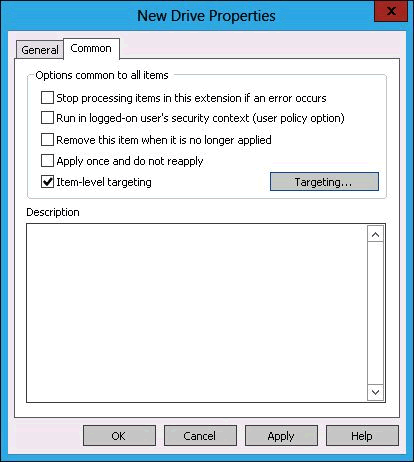 New Drive Properties
X
General Common
Options common to all items
Stop processing items in this extension if an error occurs
Run in logged-on user's security context (user policy option)
Remove this item when it is no longer applied
Apply once and do not reapply
Item-level targeting Targeting...
Description
OK Cancel Apply Help